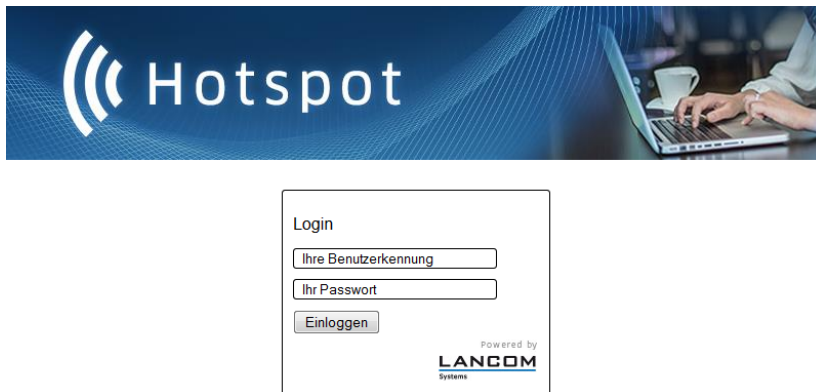 Hotspot
Login
Ihre Benutzerkennung
Ihr Passwort
Einloggen
Powered by
LANCOM
Systems